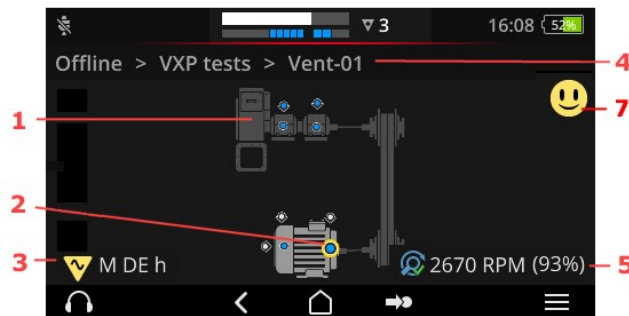 3 16:08 52%
Offline > VXP tests > Vent-01 4
7
1
2
3 M DE h 2670 RPM (93%) 5